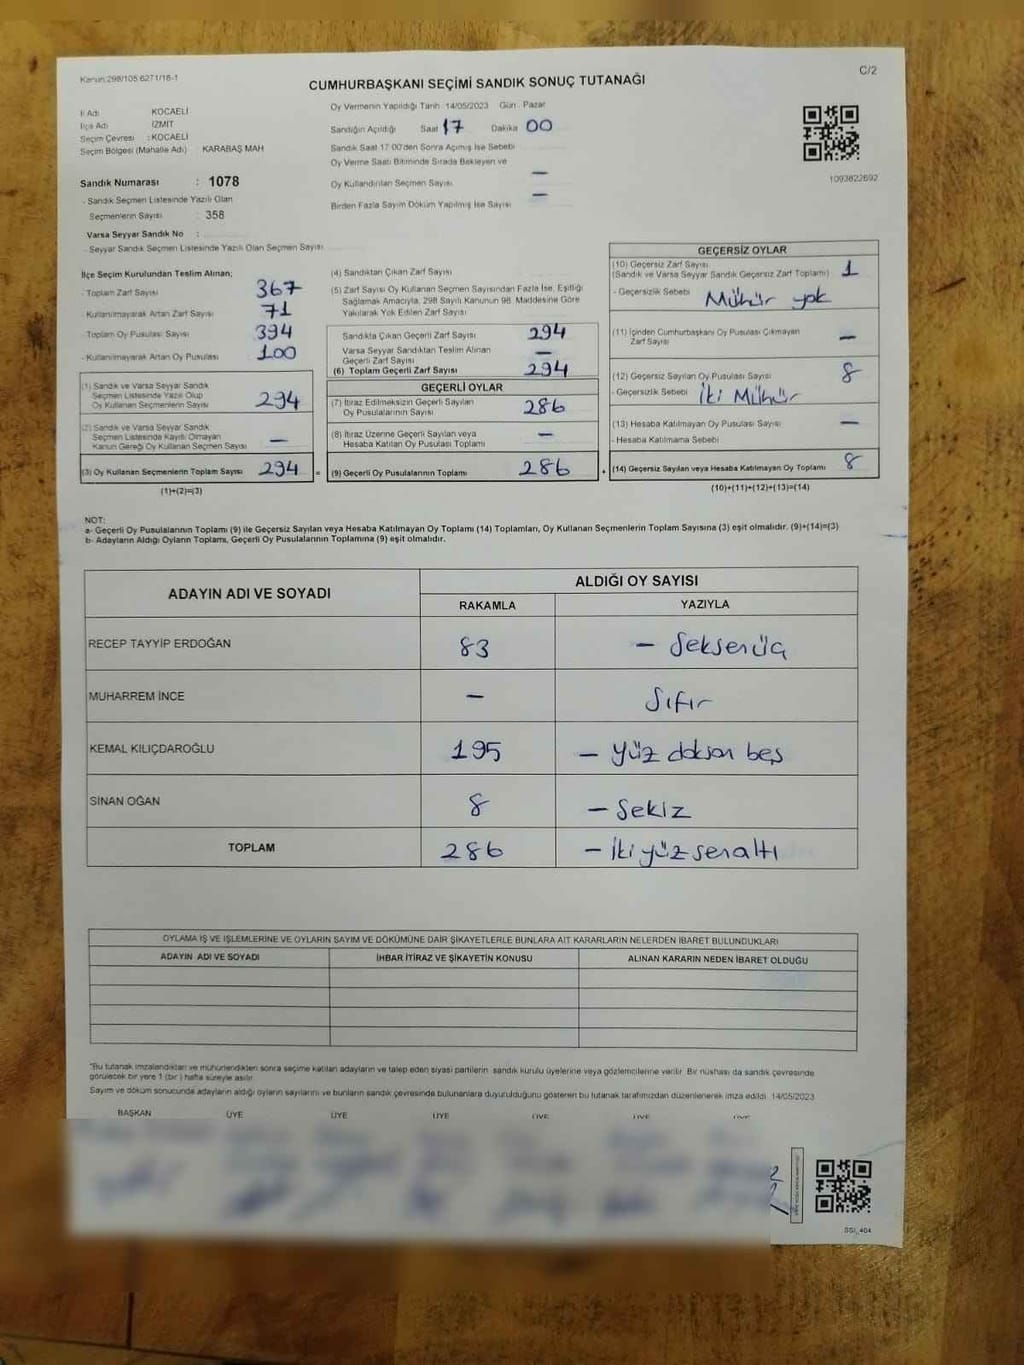 Kanun:298/105 6271/18-1
C/2
CUMHURBAŞKANI SEÇİMİ SANDIK SONUÇ TUTANAĞI
İl Adı KOCAELİ
İlçe Adı İZMİT
Seçim Çevresi : KOCAELİ
Seçim Bölgesi (Mahalle Adı) KARABAŞ MAH
Sandık Numarası : 1078
- Sandık Seçmen Listesinde Yazılı Olan
Seçmenlerin Sayısı : 358
Varsa Seyyar Sandık No :
- Seyyar Sandık Seçmen Listesinde Yazılı Olan Seçmen Sayısı
Oy Vermenin Yapıldığı Tarih 14/05/2023 Gün Pazar
Sandığın Açıldığı Saat 17 Dakika 00
Sandık Saat 17:00'den Sonra Açımış İse Sebebi
Oy Verme Saati Bitiminde Sırada Bekleyen ve
Oy Kullandırılan Seçmen Sayısı —
Birden Fazla Sayım Döküm Yapılmış İse Sayısı —
1093822692
İlçe Seçim Kurulundan Teslim Alınan;
- Toplam Zarf Sayısı 367
- Kullanılmayarak Artan Zarf Sayısı 71
- Toplam Oy Pusulası Sayısı 394
- Kullanılmayarak Artan Oy Pusulası 100
(1) Sandık ve Varsa Seyyar Sandık
Seçmen Listesinde Yazılı Olup
Oy Kullanan Seçmenlerin Sayısı 294
(2) Sandık ve Varsa Seyyar Sandık
Seçmen Listesinde Kayıtlı Olmayan
Kanun Gereği Oy Kullanan Seçmen Sayısı —
(3) Oy Kullanan Seçmenlerin Toplam Sayısı 294 =
(1)+(2)=(3)
(4) Sandıktan Çıkan Zarf Sayısı
(5) Zarf Sayısı Oy Kullanan Seçmen Sayısından Fazla İse, Eşitliği
Sağlamak Amacıyla, 298 Sayılı Kanunun 98. Maddesine Göre
Yakılarak Yok Edilen Zarf Sayısı
Sandıkta Çıkan Geçerli Zarf Sayısı 294
Varsa Seyyar Sandıktan Teslim Alınan
Geçerli Zarf Sayısı —
(6) Toplam Geçerli Zarf Sayısı 294
GEÇERLİ OYLAR
(7) İtiraz Edilmeksizin Geçerli Sayılan
Oy Pusulalarının Sayısı 286
(8) İtiraz Üzerine Geçerli Sayılan veya
Hesaba Katılan Oy Pusulası Toplamı —
(9) Geçerli Oy Pusulalarının Toplamı 286 +
GEÇERSİZ OYLAR
(10) Geçersiz Zarf Sayısı
(Sandık ve Varsa Seyyar Sandık Geçersiz Zarf Toplamı) 1
- Geçersizlik Sebebi Mühür yok
(11) İçinden Cumhurbaşkanı Oy Pusulası Çıkmayan
Zarf Sayısı —
(12) Geçersiz Sayılan Oy Pusulası Sayısı 8
- Geçersizlik Sebebi İki Mühür
(13) Hesaba Katılmayan Oy Pusulası Sayısı —
- Hesaba Katılmama Sebebi
(14) Geçersiz Sayılan veya Hesaba Katılmayan Oy Toplamı 8
(10)+(11)+(12)+(13)=(14)
NOT:
a- Geçerli Oy Pusulalarının Toplamı (9) ile Geçersiz Sayılan veya Hesaba Katılmayan Oy Toplamı (14) Toplamları, Oy Kullanan Seçmenlerin Toplam Sayısına (3) eşit olmalıdır. (9)+(14)=(3)
b- Adayların Aldığı Oyların Toplamı, Geçerli Oy Pusulalarının Toplamına (9) eşit olmalıdır.
ADAYIN ADI VE SOYADI
ALDIĞI OY SAYISI
RAKAMLA YAZIYLA
RECEP TAYYİP ERDOĞAN 83 — Seksenüç
MUHARREM İNCE — Sıfır
KEMAL KILIÇDAROĞLU 195 — Yüz doksan beş
SİNAN OĞAN 8 — Sekiz
TOPLAM 286 — İki yüz senaltı
OYLAMA İŞ VE İŞLEMLERİNE VE OYLARIN SAYIM VE DÖKÜMÜNE DAİR ŞİKAYETLERLE BUNLARA AİT KARARLARIN NELERDEN İBARET BULUNDUKLARI
ADAYIN ADI VE SOYADI İHBAR İTİRAZ VE ŞİKAYETİN KONUSU ALINAN KARARIN NEDEN İBARET OLDUĞU
*Bu tutanak imzalandıktan ve mühürlendikten sonra seçime katılan adayların ve talep eden siyasi partilerin sandık kurulu üyelerine veya gözlemcilerine verilir. Bir nüshası da sandık çevresinde
görülecek bir yere 1 (bir) hafta süreyle asılır.
Sayım ve döküm sonucunda adayların aldığı oyların sayılarını ve bunların sandık çevresinde bulunanlara duyurulduğunu gösteren bu tutanak tarafımızdan düzenlenerek imza edildi. 14/05/2023
BAŞKAN ÜYE ÜYE ÜYE ÜYE ÜYE ÜYE
SSI_404